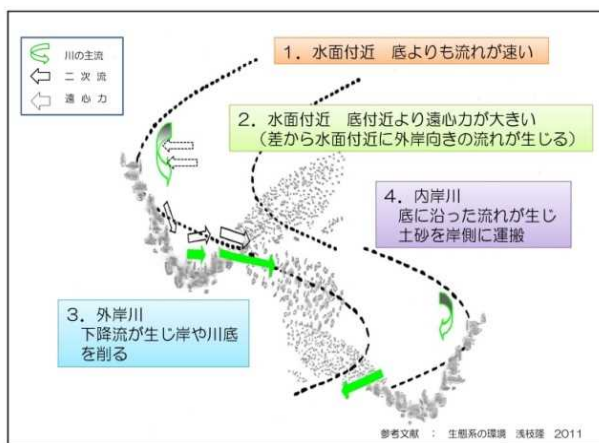 川の主流
二 次 流
遠 心 力
1．水面付近　底よりも流れが速い
2．水面付近　底付近より遠心力が大きい
（差から水面付近に外岸向きの流れが生じる）
4．内岸川
底に沿った流れが生じ
土砂を岸側に運搬
3．外岸川
下降流が生じ岸や川底
を削る
参考文献　：　生態系の環境　浅枝隆　2011